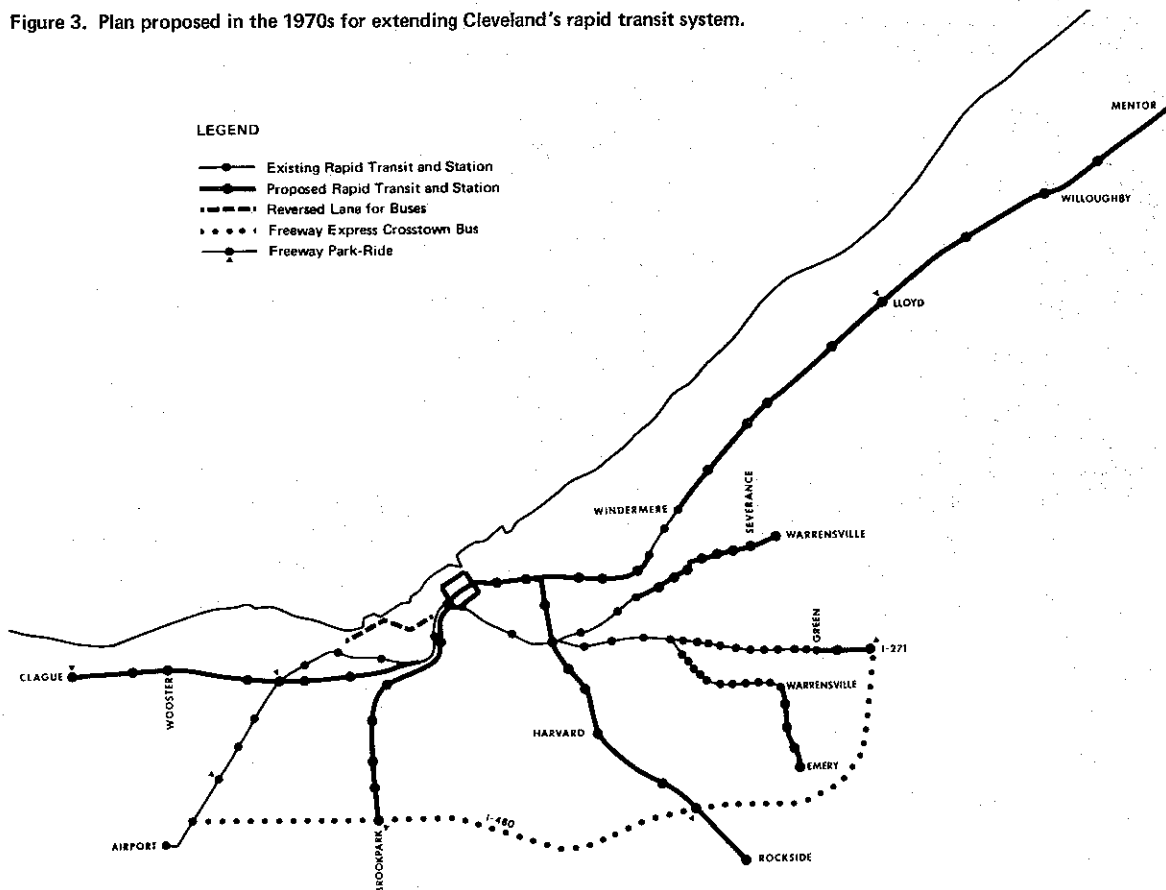 Figure 3. Plan proposed in the 1970s for extending Cleveland's rapid transit system.
LEGEND
Existing Rapid Transit and Station
Proposed Rapid Transit and Station
Reversed Lane for Buses
Freeway Express Crosstown Bus
Freeway Park-Ride
MENTOR
WILLOUGHBY
LLOYD
SEVERANCE
WINDERMERE
WARRENSVILLE
GREEN
I-271
CLAGUE
WOOSTER
WARRENSVILLE
HARVARD
EMERY
I-480
AIRPORT
BROOKPARK
ROCKSIDE